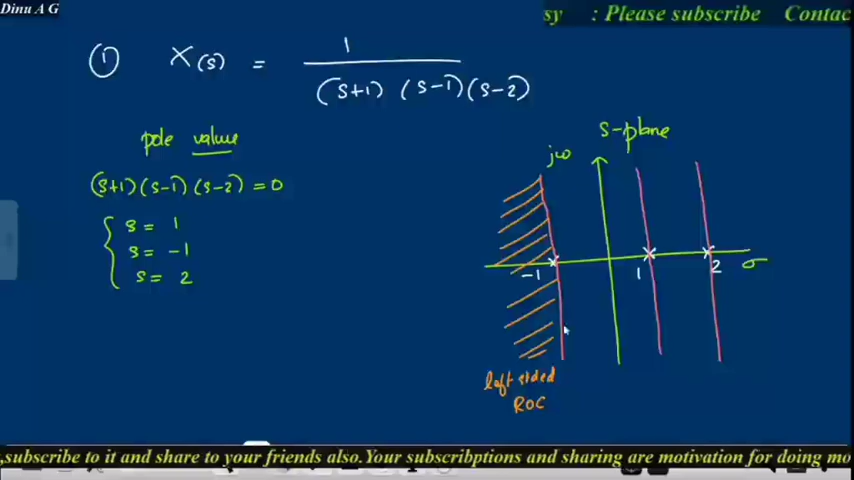 Dinu A G
sy : Please subscribe Contac
① X(s) = 1 / (s+1) (s-1)(s-2)
pole value
(s+1)(s-1)(s-2) = 0
s = 1
s = -1
s = 2
s-plane
jω
-1 1 2 σ
left sided
ROC
,subscribe to it and share to your friends also.Your subscribptions and sharing are motivation for doing mo